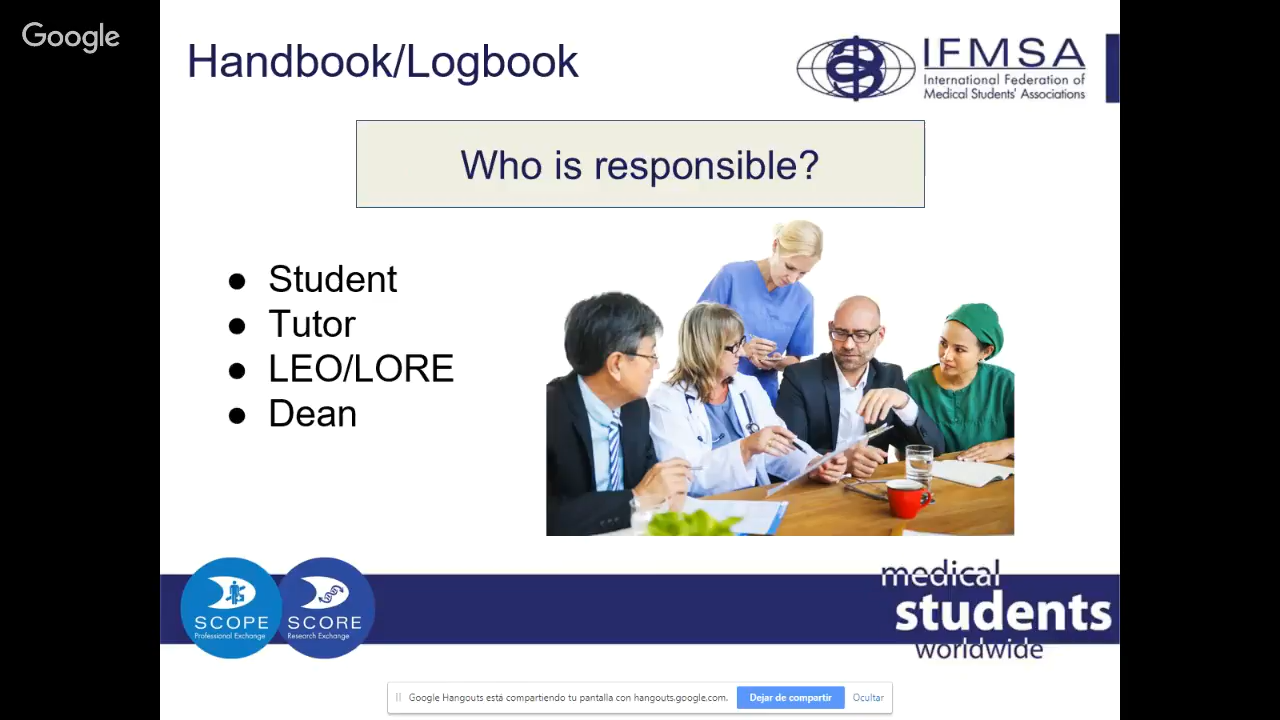 Google
Handbook/Logbook
IFMSA
International Federation of
Medical Students' Associations
Who is responsible?
● Student
● Tutor
● LEO/LORE
● Dean
SCOPE
Professional Exchange
SCORE
Research Exchange
medical
students
worldwide
Google Hangouts está compartiendo tu pantalla con hangouts.google.com.
Dejar de compartir
Ocultar